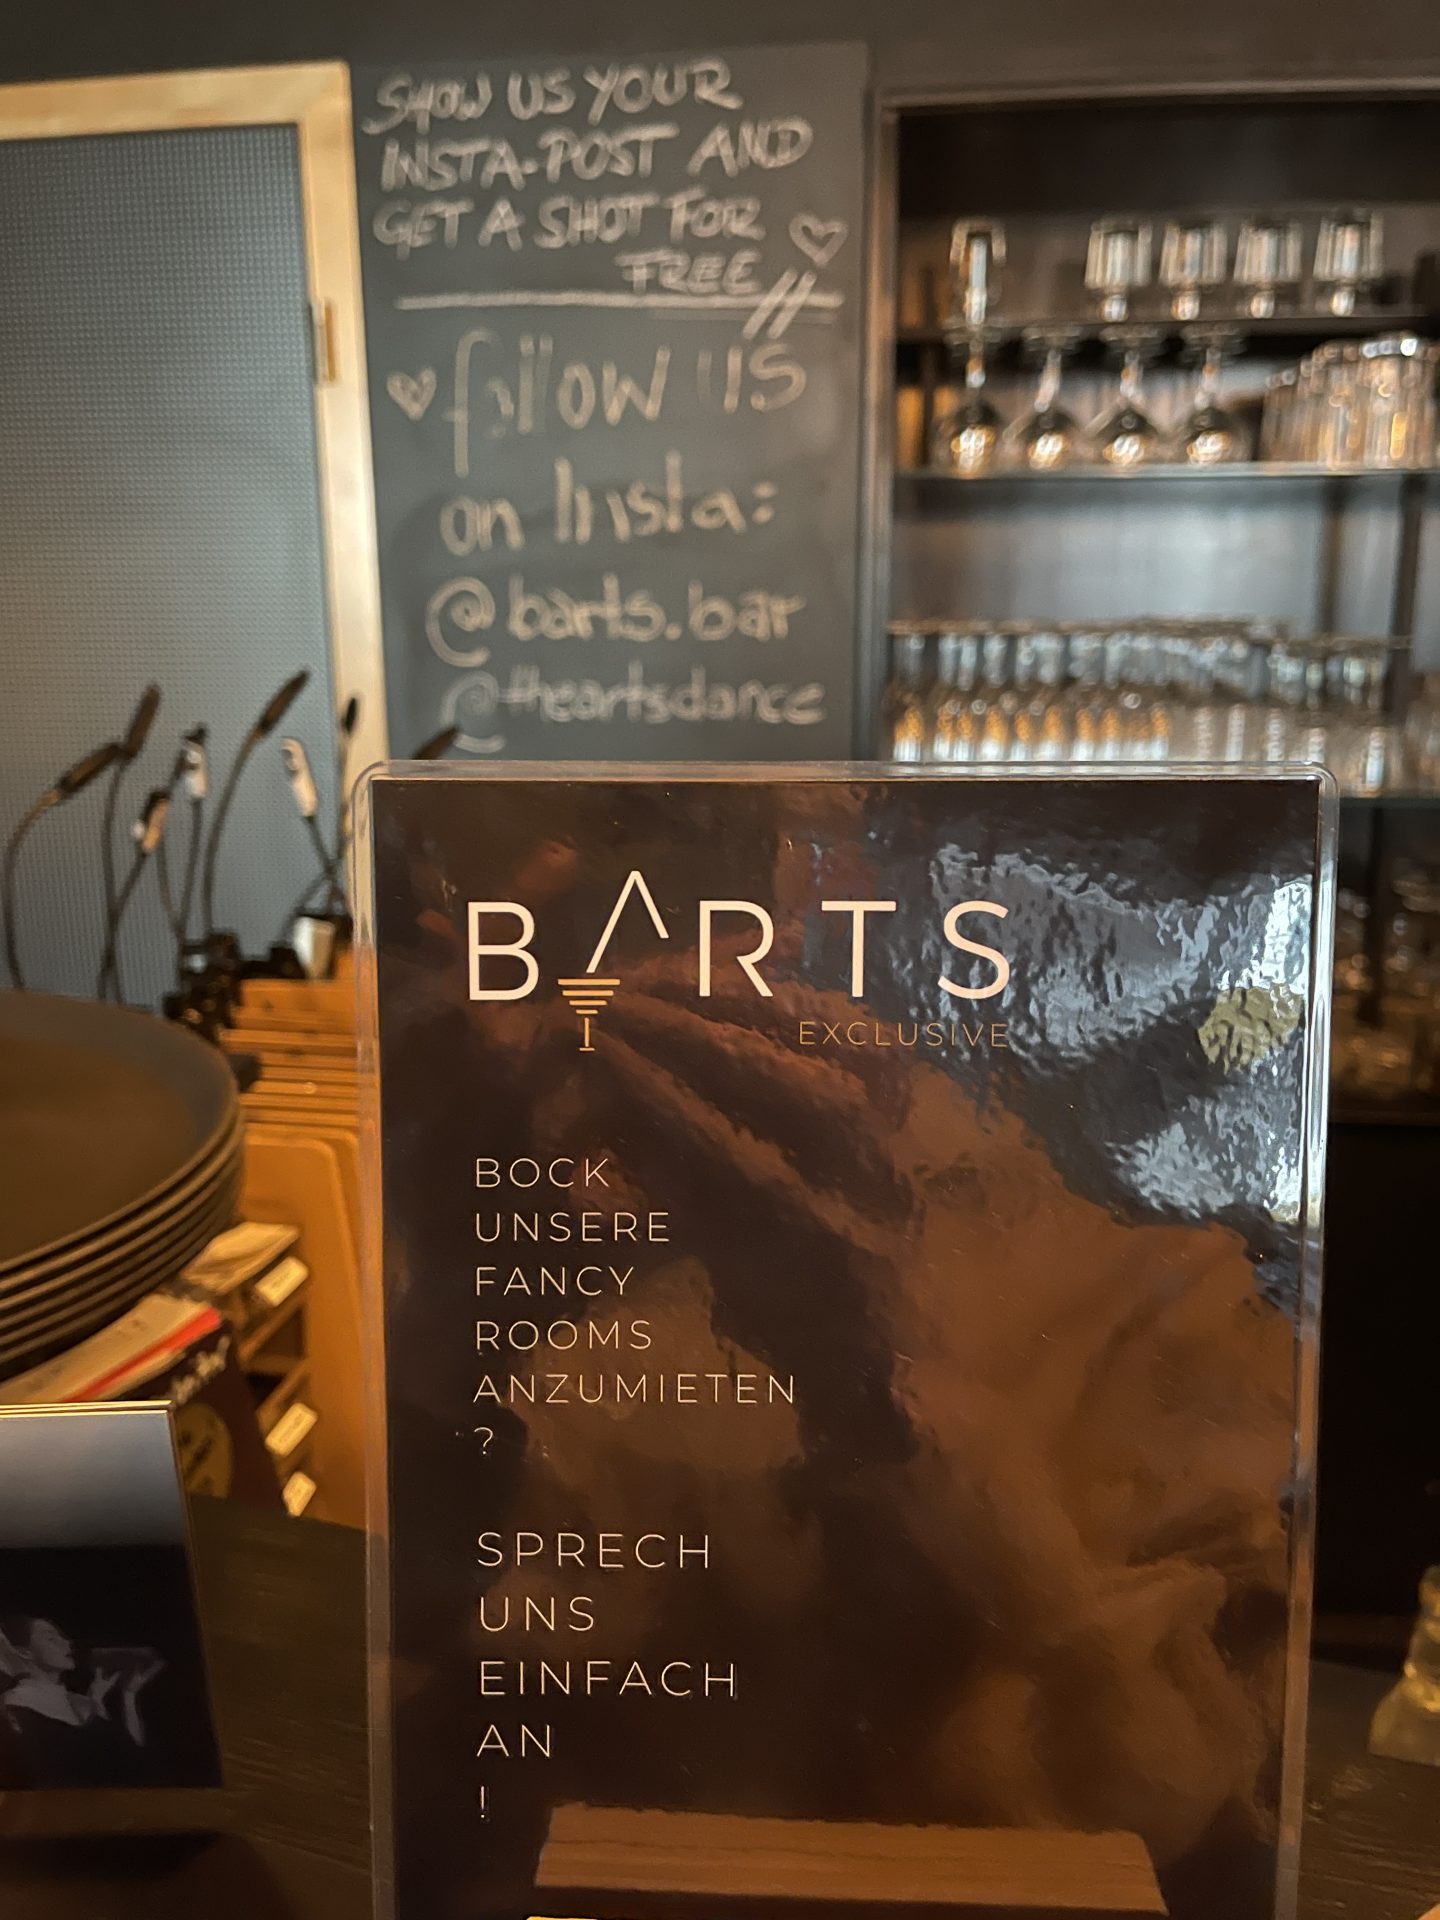 SHOW US YOUR
INSTA-POST AND
GET A SHOT FOR
FREE
follow us
on Insta:
@barts.bar
@theartsdance
BARTS
EXCLUSIVE
BOCK
UNSERE
FANCY
ROOMS
ANZUMIETEN
?
SPRECH
UNS
EINFACH
AN
!